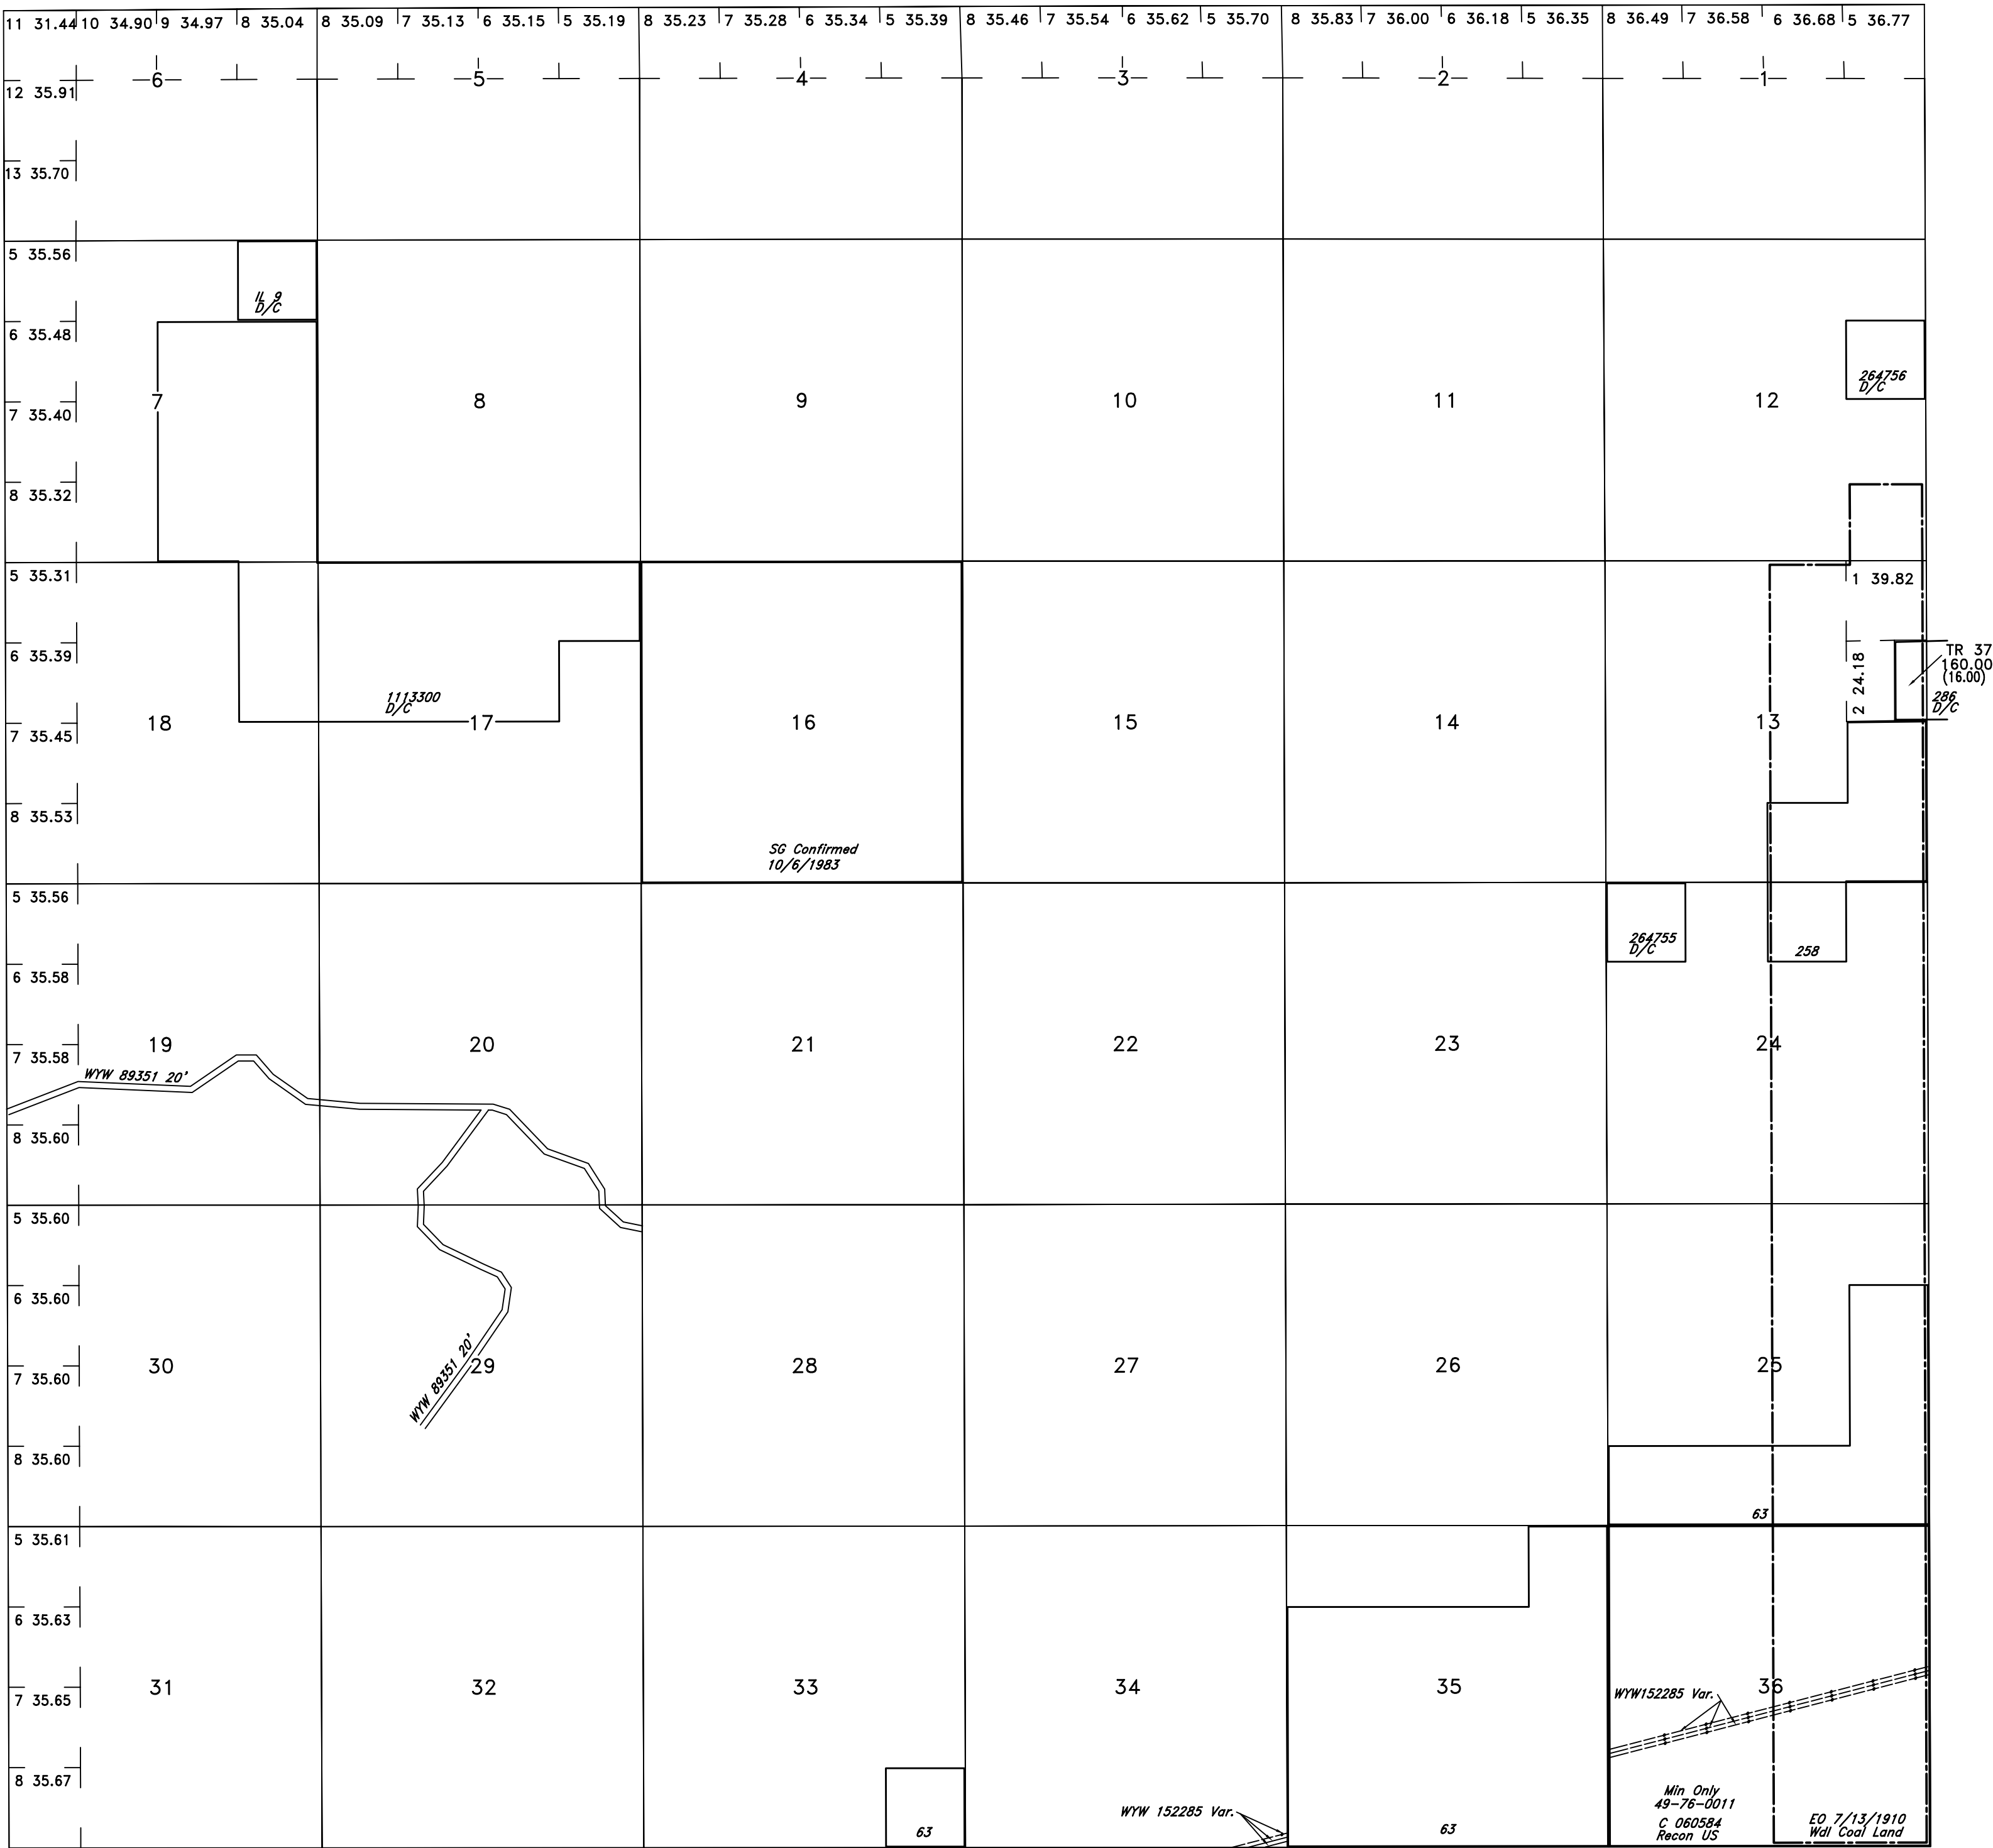 11 31.44 10 34.90 9 34.97 8 35.04 8 35.09 7 35.13 6 35.15 5 35.19 8 35.23 7 35.28 6 35.34 5 35.39 8 35.46 7 35.54 6 35.62 5 35.70 8 35.83 7 36.00 6 36.18 5 36.35 8 36.49 7 36.58 6 36.68 5 36.77
6 5 4 3 2 1
12 35.91
13 35.70
5 35.56
IL 9
D/C
6 35.48
264756
D/C
7 8 9 10 11 12
7 35.40
8 35.32
5 35.31
1 39.82
6 35.39
TR 37
160.00
(16.00)
2 24.18
286
D/C
1113300
D/C
18 17 16 15 14 13
7 35.45
8 35.53
SG Confirmed
10/6/1983
5 35.56
264755
D/C
258
6 35.58
19 20 21 22 23 24
7 35.58
WYW 89351 20'
8 35.60
5 35.60
6 35.60
30 29 28 27 26 25
7 35.60
WYW 89351 20'
8 35.60
63
5 35.61
6 35.63
31 32 33 34 35 36
7 35.65
WYW152285 Var.
8 35.67
Min Only
49-76-0011
C 060584
Recon US
EO 7/13/1910
Wdl Coal Land
WYW 152285 Var.
63
63